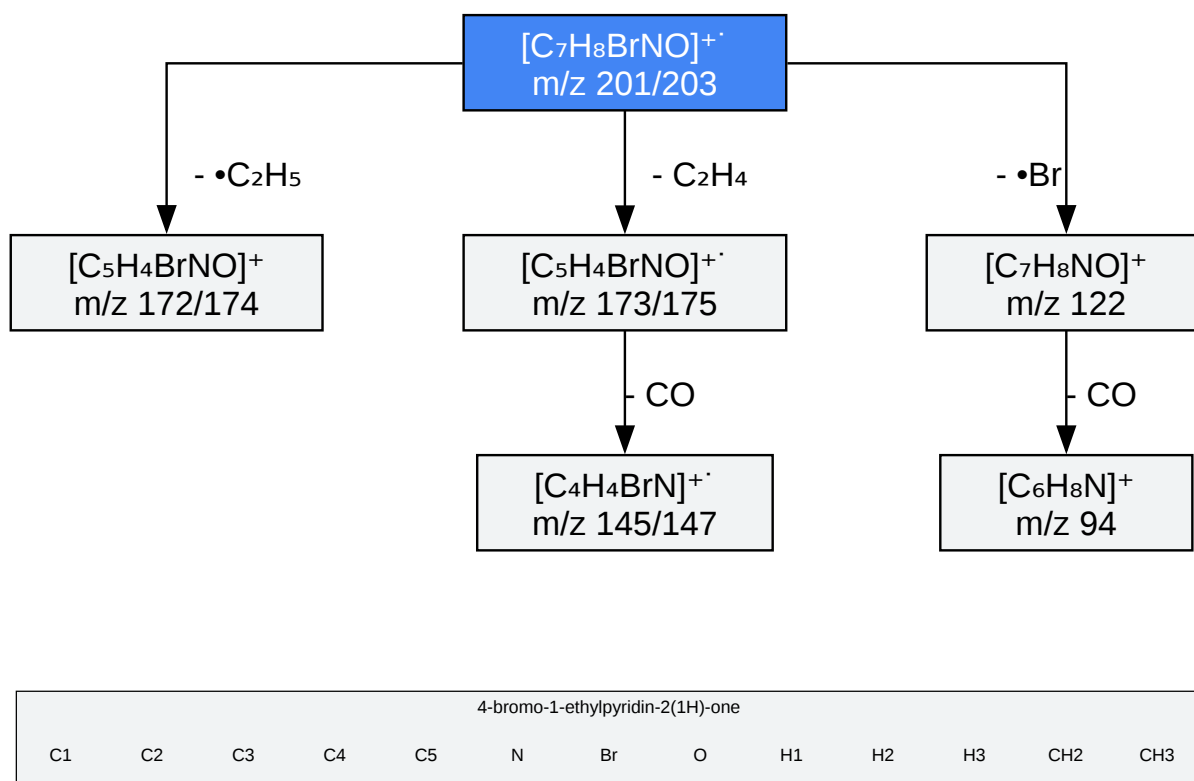 [C₇H₈BrNO]⁺˙
m/z 201/203
- •C₂H₅
- C₂H₄
- •Br
[C₅H₄BrNO]⁺
m/z 172/174
[C₅H₄BrNO]⁺˙
m/z 173/175
[C₇H₈NO]⁺
m/z 122
- CO
- CO
[C₄H₄BrN]⁺˙
m/z 145/147
[C₆H₈N]⁺
m/z 94
4-bromo-1-ethylpyridin-2(1H)-one
C1 C2 C3 C4 C5 N Br O H1 H2 H3 CH2 CH3